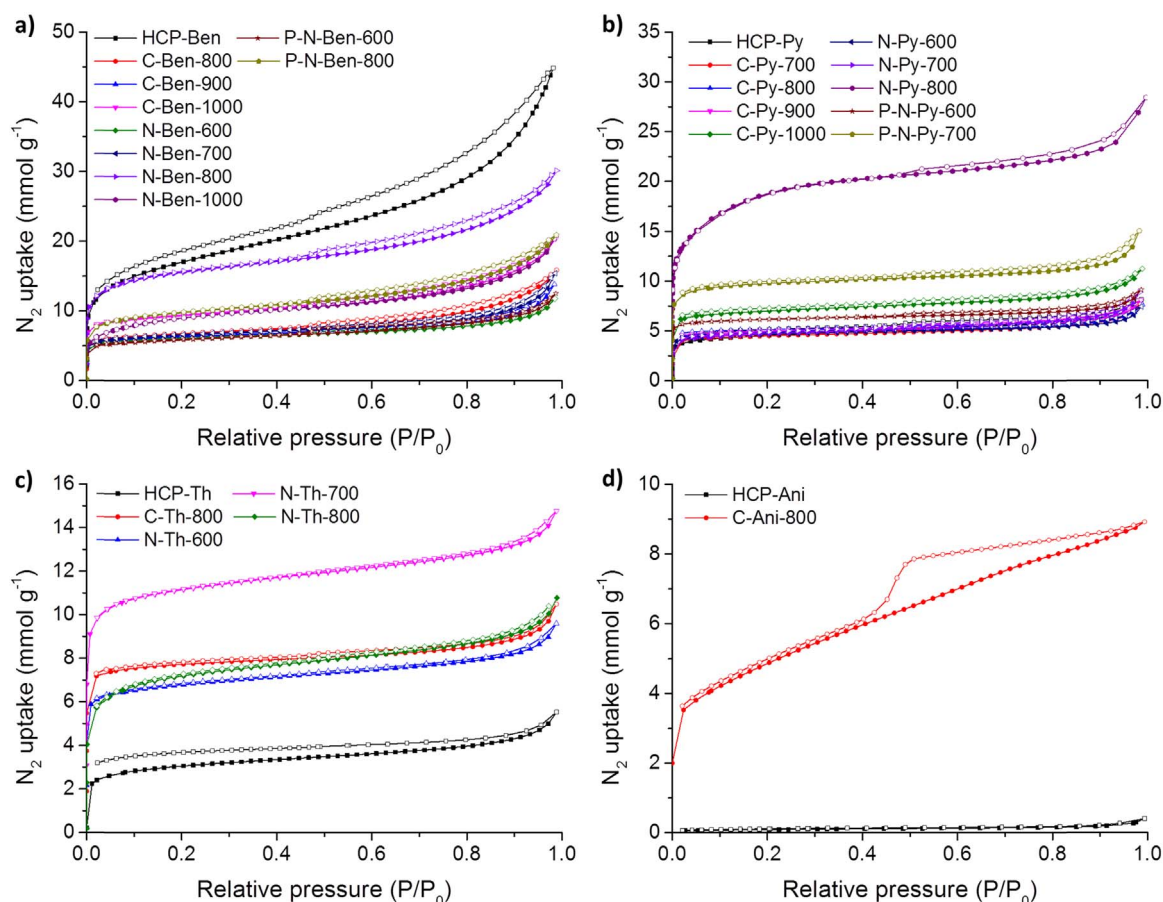 a)
HCP-Ben P-N-Ben-600
C-Ben-800 P-N-Ben-800
C-Ben-900
C-Ben-1000
N-Ben-600
N-Ben-700
N-Ben-800
N-Ben-1000
50
40
30
20
10
0
N₂ uptake (mmol g⁻¹)
0.0 0.2 0.4 0.6 0.8 1.0
Relative pressure (P/P₀)
b)
HCP-Py N-Py-600
C-Py-700 N-Py-700
C-Py-800 N-Py-800
C-Py-900 P-N-Py-600
C-Py-1000 P-N-Py-700
35
30
25
20
15
10
5
0
N₂ uptake (mmol g⁻¹)
0.0 0.2 0.4 0.6 0.8 1.0
Relative pressure (P/P₀)
c)
HCP-Th N-Th-700
C-Th-800 N-Th-800
N-Th-600
16
14
12
10
8
6
4
2
0
N₂ uptake (mmol g⁻¹)
0.0 0.2 0.4 0.6 0.8 1.0
Relative pressure (P/P₀)
d)
HCP-Ani
C-Ani-800
10
8
6
4
2
0
N₂ uptake (mmol g⁻¹)
0.0 0.2 0.4 0.6 0.8 1.0
Relative pressure (P/P₀)